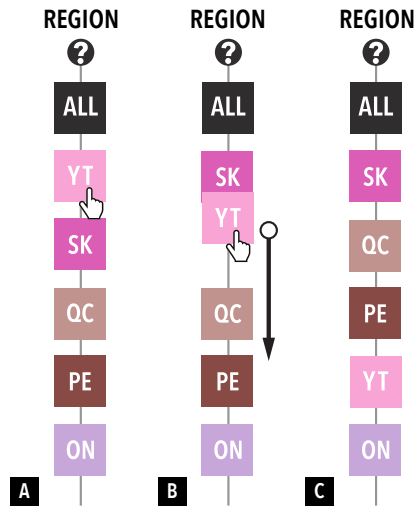 REGION
?
ALL
YT
SK
QC
PE
ON
A
REGION
?
ALL
SK
YT
QC
PE
ON
B
REGION
?
ALL
SK
QC
PE
YT
ON
C